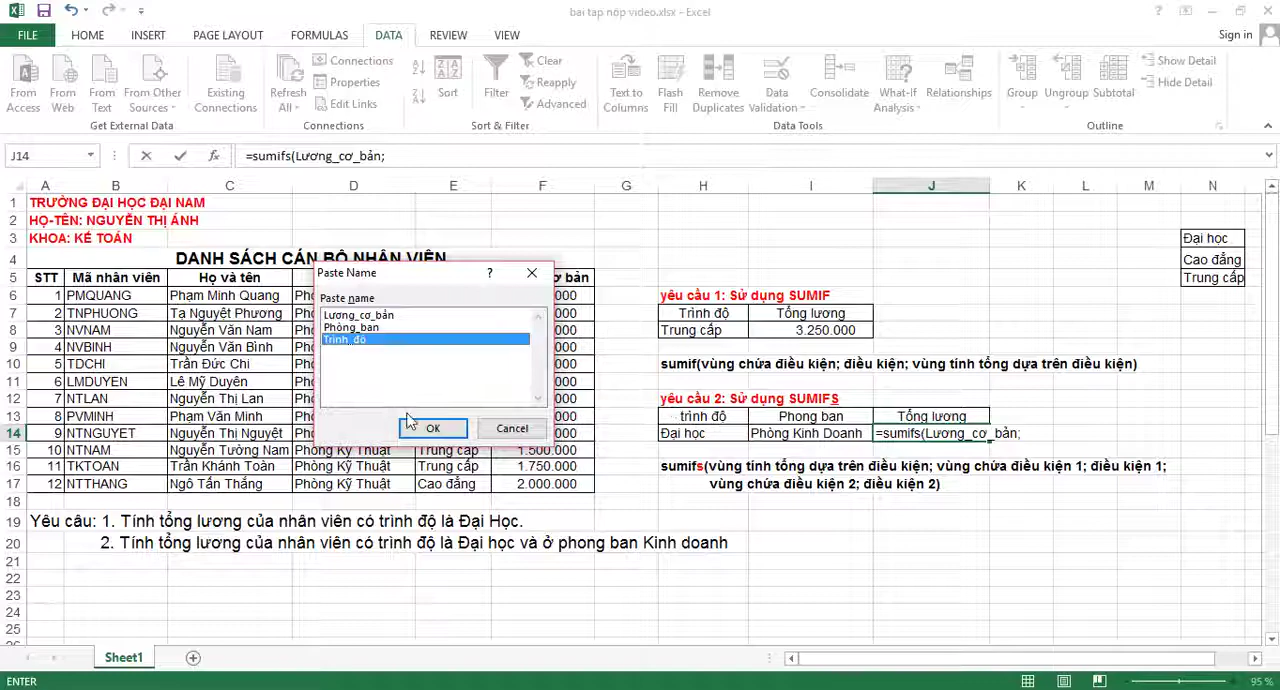 bai tap nop video.xlsx - Excel
FILE HOME INSERT PAGE LAYOUT FORMULAS DATA REVIEW VIEW Sign in
From Access From Web From Text From Other Sources Existing Connections Refresh All Connections Properties Edit Links Sort Filter Clear Reapply Advanced Text to Columns Flash Fill Remove Duplicates Data Validation Consolidate What-If Analysis Relationships Group Ungroup Subtotal Show Detail Hide Detail
Get External Data Connections Sort & Filter Data Tools Outline
J14 fx =sumifs(Lương_cơ_bản;
A B C D E F G H I J K L M N
1 TRƯỜNG ĐẠI HỌC ĐẠI NAM
2 HỌ-TÊN: NGUYỄN THỊ ÁNH
3 KHOA: KẾ TOÁN Đại học
4 DANH SÁCH CÁN BỘ NHÂN VIÊN Cao đẳng
5 STT Mã nhân viên Họ và tên bản Trung cấp
6 1 PMQUANG Phạm Minh Quang yêu cầu 1: Sử dụng SUMIF
7 2 TNPHUONG Tạ Nguyệt Phương Trình độ Tổng lương
8 3 NVNAM Nguyễn Văn Nam Trung cấp 3.250.000
9 4 NVBINH Nguyễn Văn Bình
10 5 TDCHI Trần Đức Chi sumif(vùng chứa điều kiện; điều kiện; vùng tính tổng dựa trên điều kiện)
11 6 LMDUYEN Lê Mỹ Duyên
12 7 NTLAN Nguyễn Thị Lan yêu cầu 2: Sử dụng SUMIFS
13 8 PVMINH Phạm Văn Minh trình độ Phong ban Tổng lương
14 9 NTNGUYET Nguyễn Thị Nguyệt Đại học Phòng Kinh Doanh =sumifs(Lương_cơ_bản;
15 10 NTNAM Nguyễn Tường Nam Phòng Kỹ Thuật Trung cấp 1.500.000
16 11 TKTOAN Trần Khánh Toàn Phòng Kỹ Thuật Trung cấp 1.750.000 sumifs(vùng tính tổng dựa trên điều kiện; vùng chứa điều kiện 1; điều kiện 1;
17 12 NTTHANG Ngô Tấn Thắng Phòng Kỹ Thuật Cao đẳng 2.000.000 vùng chứa điều kiện 2; điều kiện 2)
18
19 Yêu cầu: 1. Tính tổng lương của nhân viên có trình độ là Đại Học.
20 2. Tính tổng lương của nhân viên có trình độ là Đại học và ở phong ban Kinh doanh
21
22
23
24
25
Paste Name
Paste name
Lương_cơ_bản
Phòng_ban
Trình_độ
OK Cancel
Sheet1
ENTER 95 %